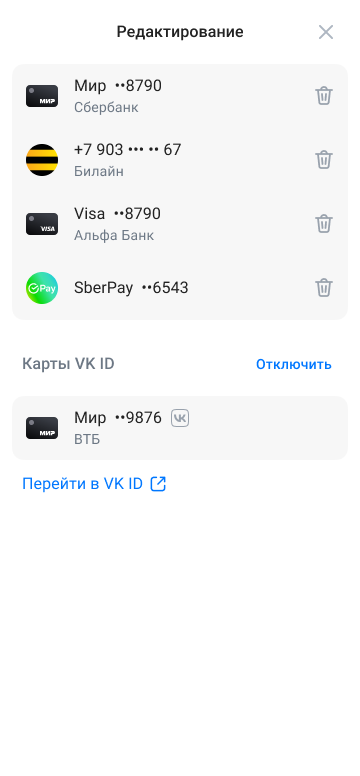 Редактирование
Мир ••8790
Сбербанк
МИР
+7 903 ••• •• 67
Билайн
Visa ••8790
Альфа Банк
VISA
SberPay ••6543
Pay
Карты VK ID
Отключить
Мир ••9876
ВТБ
МИР
Перейти в VK ID